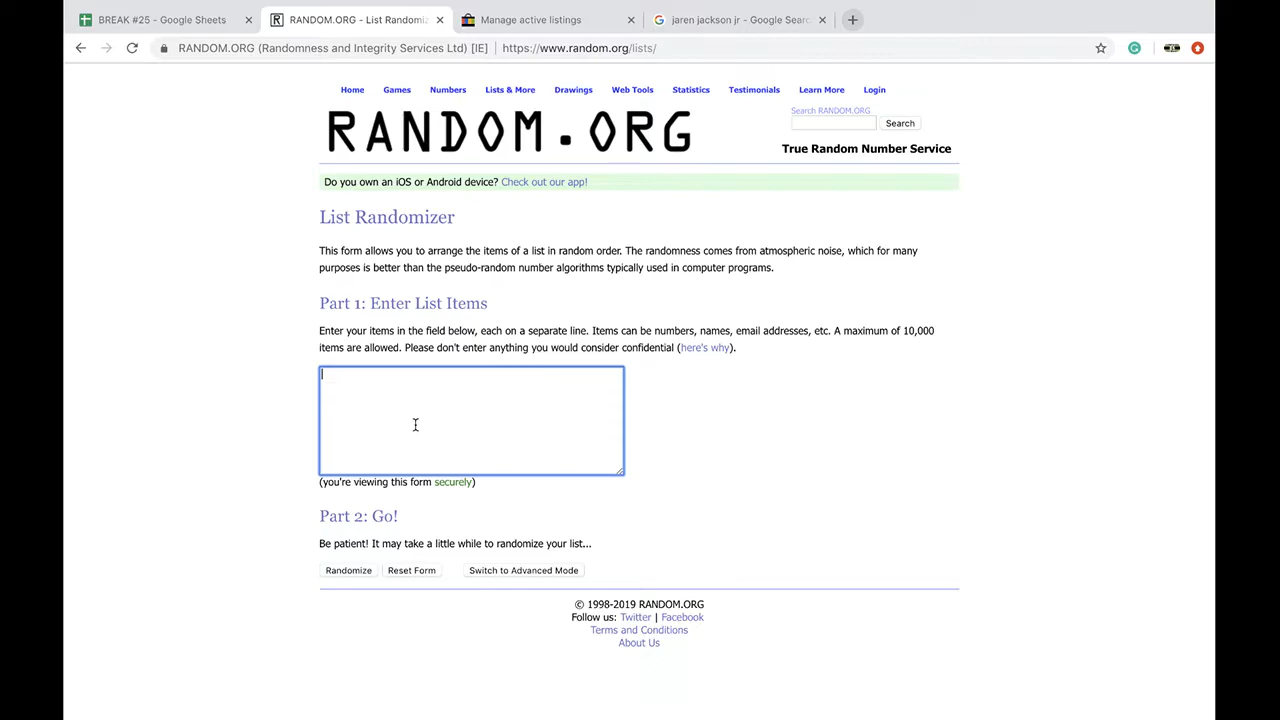 BREAK #25 - Google Sheets
RANDOM.ORG - List Randomiz
Manage active listings
jaren jackson jr - Google Searc
RANDOM.ORG (Randomness and Integrity Services Ltd) [IE]
https://www.random.org/lists/
Home Games Numbers Lists & More Drawings Web Tools Statistics Testimonials Learn More Login
RANDOM.ORG
Search RANDOM.ORG
Search
True Random Number Service
Do you own an iOS or Android device? Check out our app!
List Randomizer
This form allows you to arrange the items of a list in random order. The randomness comes from atmospheric noise, which for many
purposes is better than the pseudo-random number algorithms typically used in computer programs.
Part 1: Enter List Items
Enter your items in the field below, each on a separate line. Items can be numbers, names, email addresses, etc. A maximum of 10,000
items are allowed. Please don't enter anything you would consider confidential (here's why).
(you're viewing this form securely)
Part 2: Go!
Be patient! It may take a little while to randomize your list...
Randomize Reset Form Switch to Advanced Mode
© 1998-2019 RANDOM.ORG
Follow us: Twitter | Facebook
Terms and Conditions
About Us